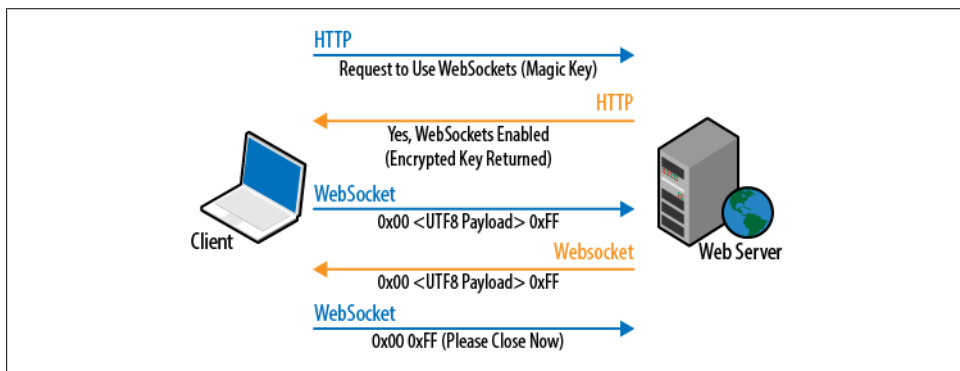 HTTP
Request to Use WebSockets (Magic Key)
HTTP
Yes, WebSockets Enabled
(Encrypted Key Returned)
WebSocket
0x00 <UTF8 Payload> 0xFF
Client
Websocket
Web Server
0x00 <UTF8 Payload> 0xFF
WebSocket
0x00 0xFF (Please Close Now)